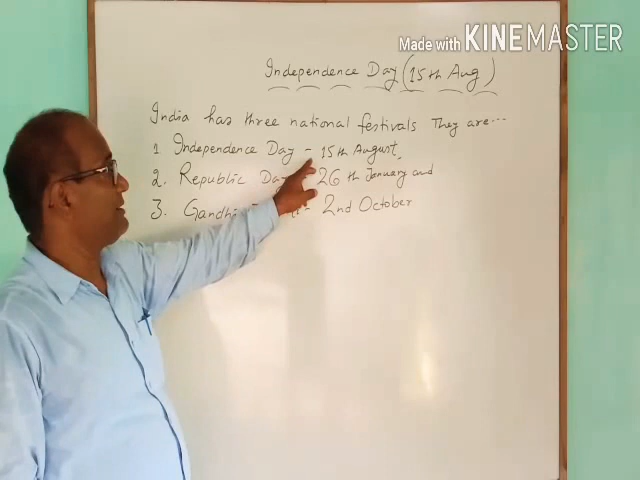 Made with KINEMASTER
Independence Day (15th Aug)
India has three national festivals They are...
1 Independence Day - 15th August,
2. Republic Day 26th January and
3. Gandhi - 2nd October